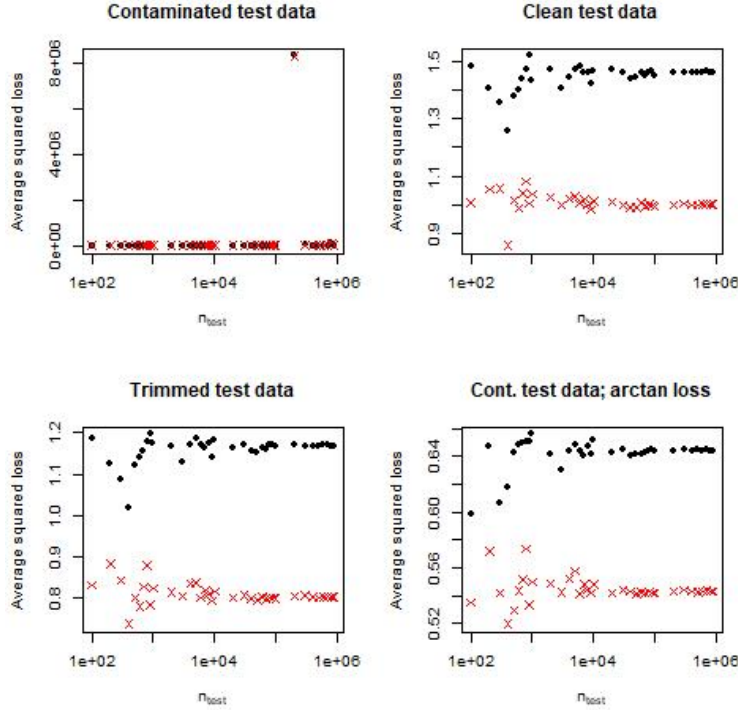 Contaminated test data
Average squared loss
8e+06
4e+06
0e+00
1e+02
1e+04
1e+06
n_test
Clean test data
Average squared loss
1.5
1.3
1.1
0.9
1e+02
1e+04
1e+06
n_test
Trimmed test data
Average squared loss
1.2
1.1
1.0
0.9
0.8
1e+02
1e+04
1e+06
n_test
Cont. test data; arctan loss
Average squared loss
0.64
0.60
0.56
0.52
1e+02
1e+04
1e+06
n_test